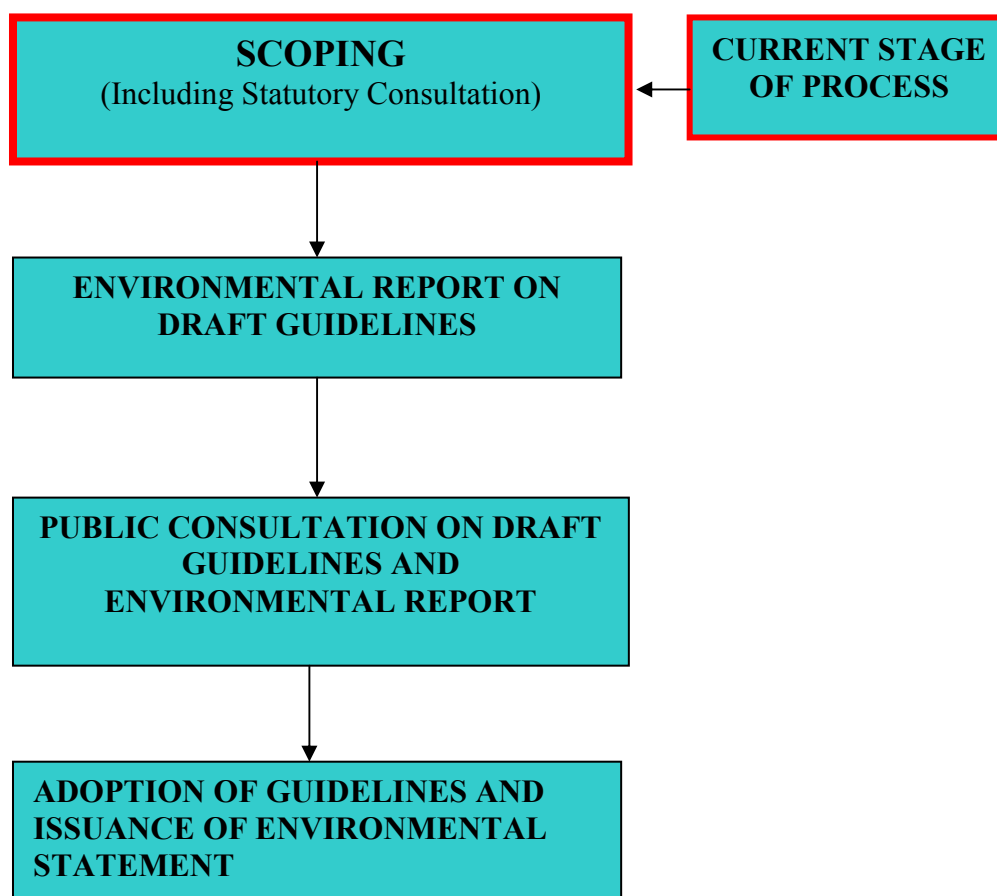 SCOPING
(Including Statutory Consultation)
CURRENT STAGE
OF PROCESS
ENVIRONMENTAL REPORT ON
DRAFT GUIDELINES
PUBLIC CONSULTATION ON DRAFT
GUIDELINES AND
ENVIRONMENTAL REPORT
ADOPTION OF GUIDELINES AND
ISSUANCE OF ENVIRONMENTAL
STATEMENT